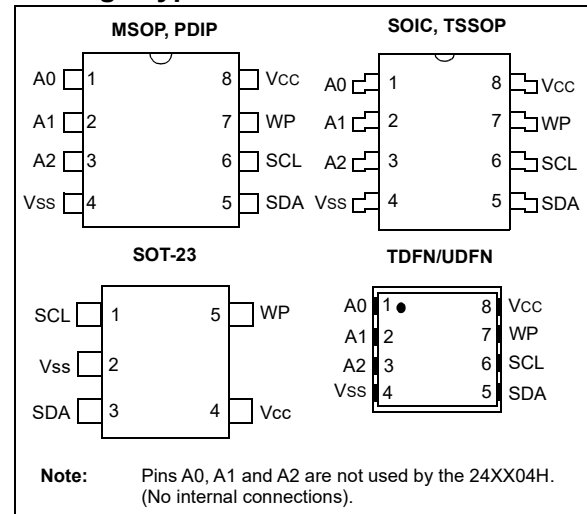 MSOP, PDIP
A0 1 8 VCC
A1 2 7 WP
A2 3 6 SCL
VSS 4 5 SDA
SOIC, TSSOP
A0 1 8 VCC
A1 2 7 WP
A2 3 6 SCL
VSS 4 5 SDA
SOT-23
SCL 1 5 WP
Vss 2
SDA 3 4 Vcc
TDFN/UDFN
A0 1 8 VCC
A1 2 7 WP
A2 3 6 SCL
VSS 4 5 SDA
Note: Pins A0, A1 and A2 are not used by the 24XX04H.
(No internal connections).